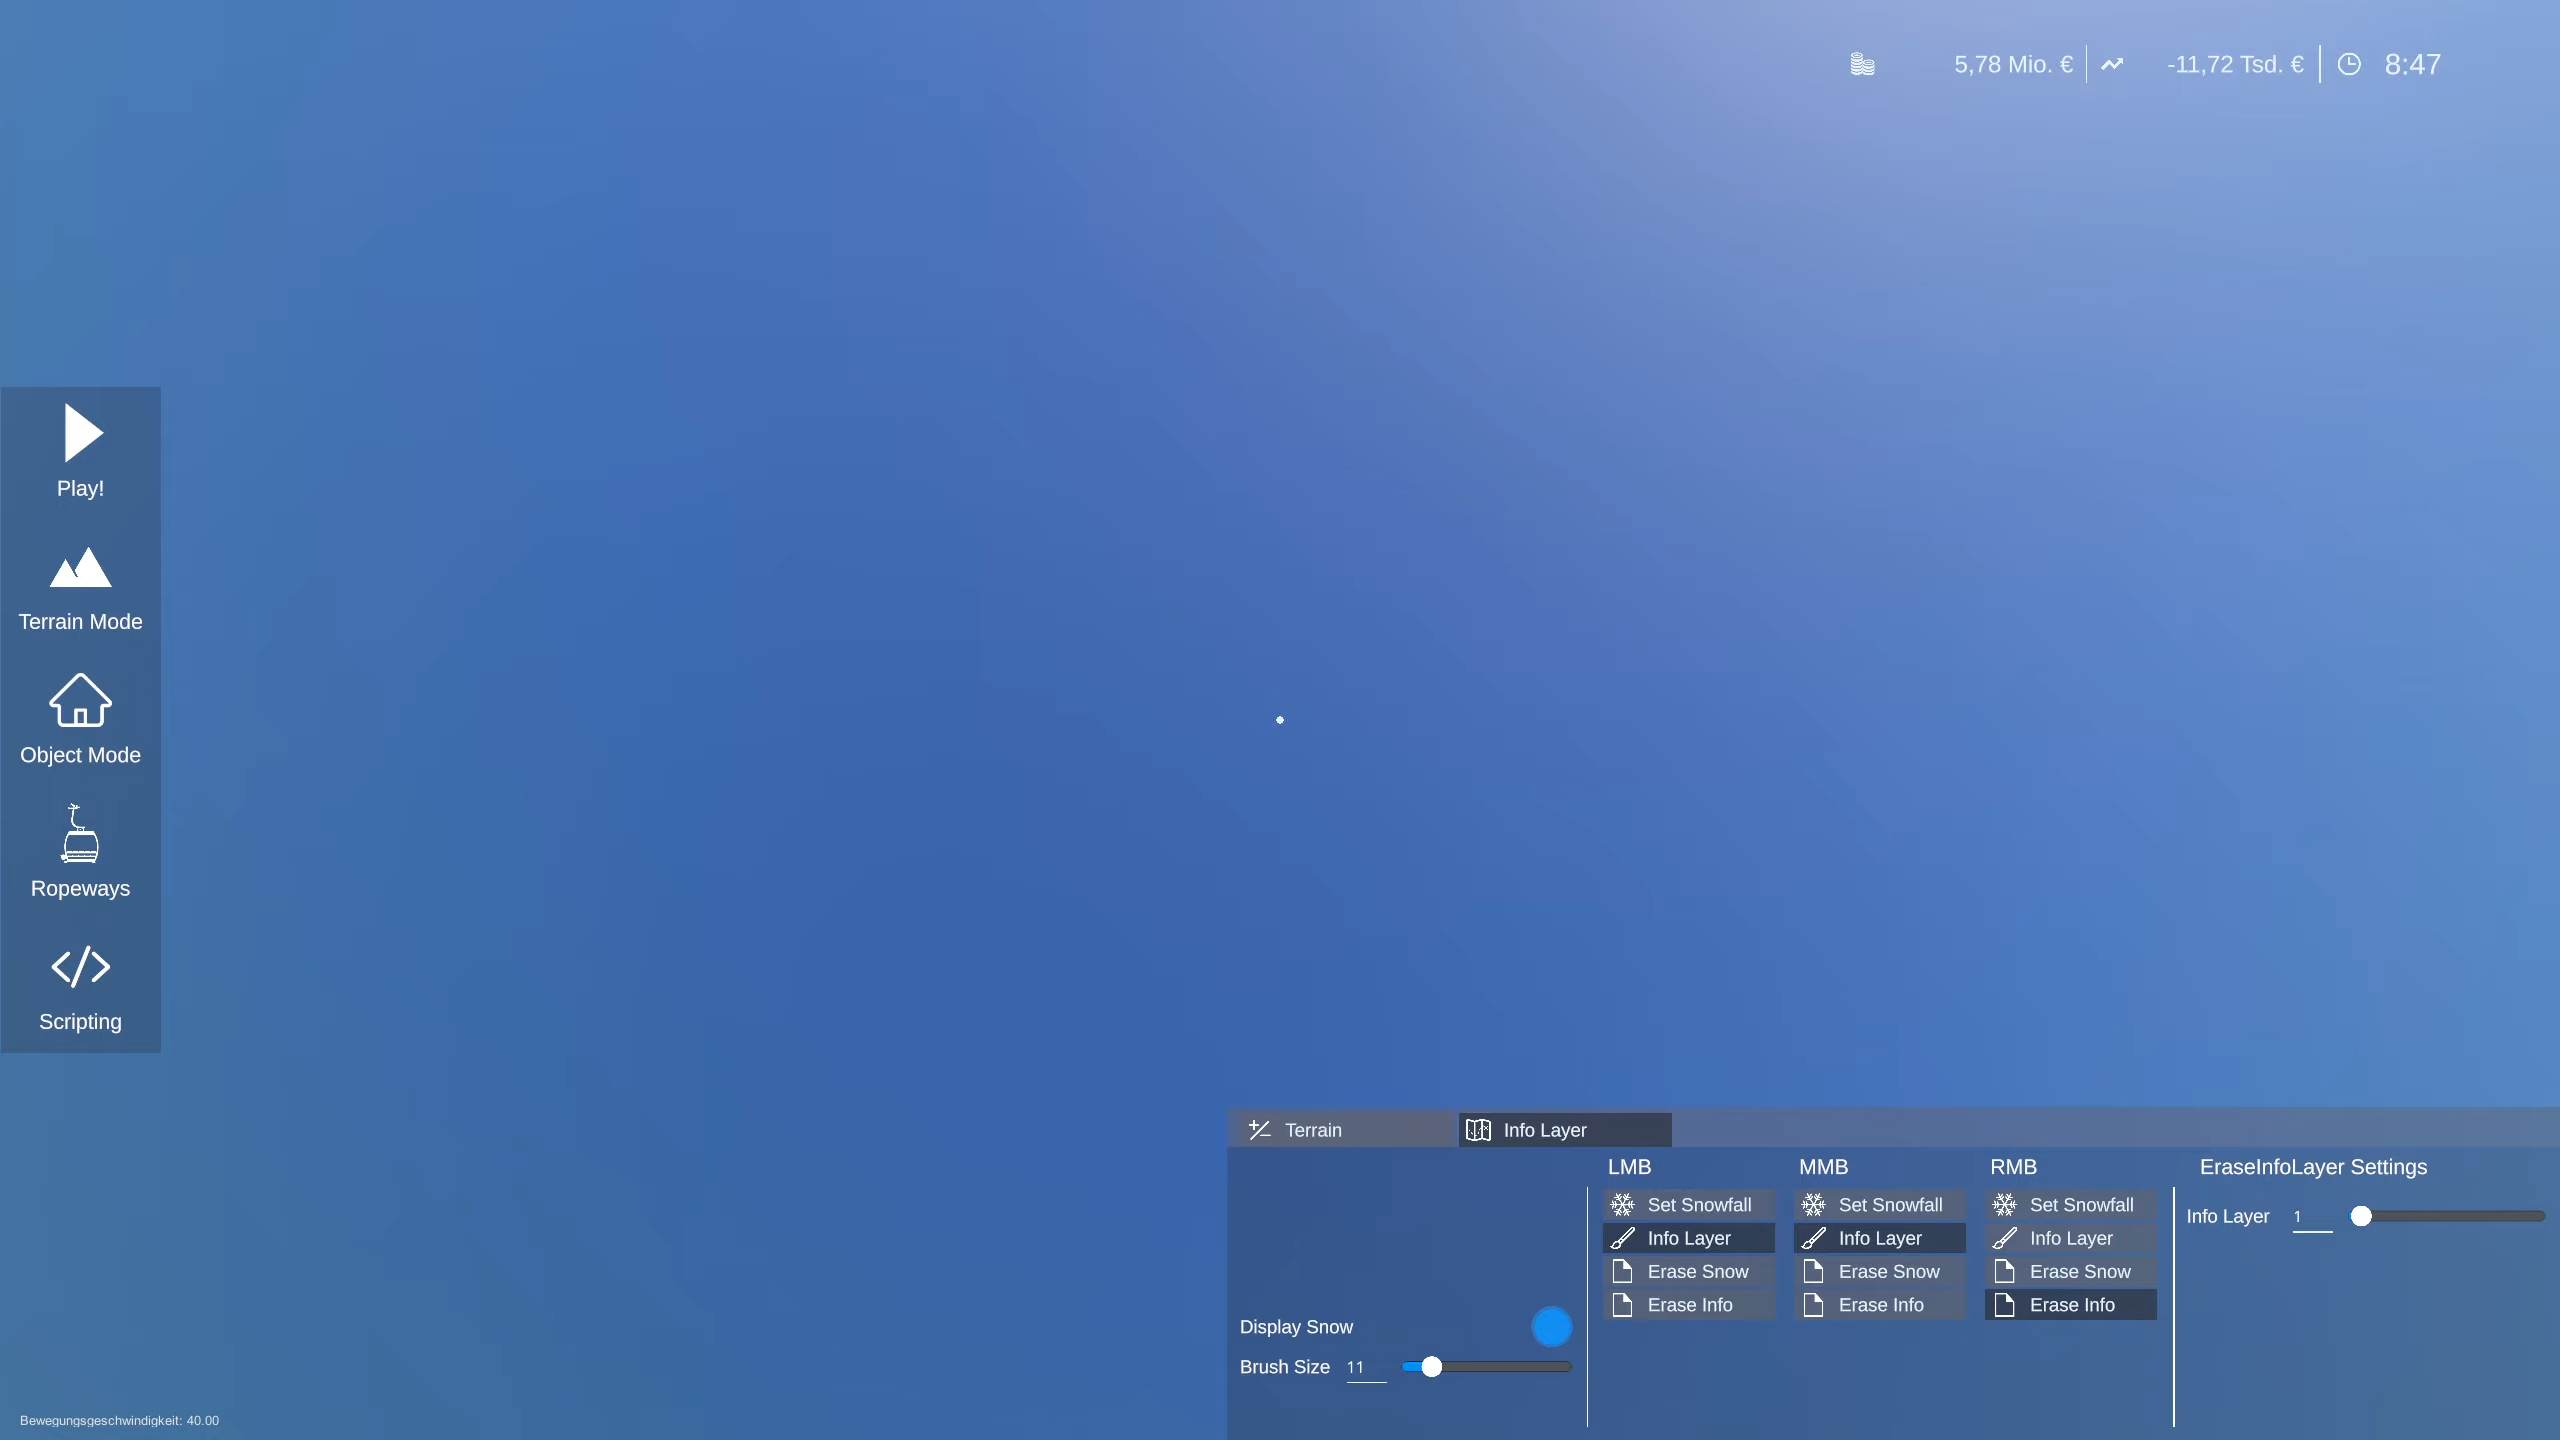 5,78 Mio. € -11,72 Tsd. € 8:47
Play!
Terrain Mode
Object Mode
Ropeways
Scripting
Terrain Info Layer
LMB MMB RMB EraseInfoLayer Settings
Set Snowfall Set Snowfall Set Snowfall
Info Layer 1
Info Layer Info Layer Info Layer
Erase Snow Erase Snow Erase Snow
Erase Info Erase Info Erase Info
Display Snow
Brush Size 11
Bewegungsgeschwindigkeit: 40.00